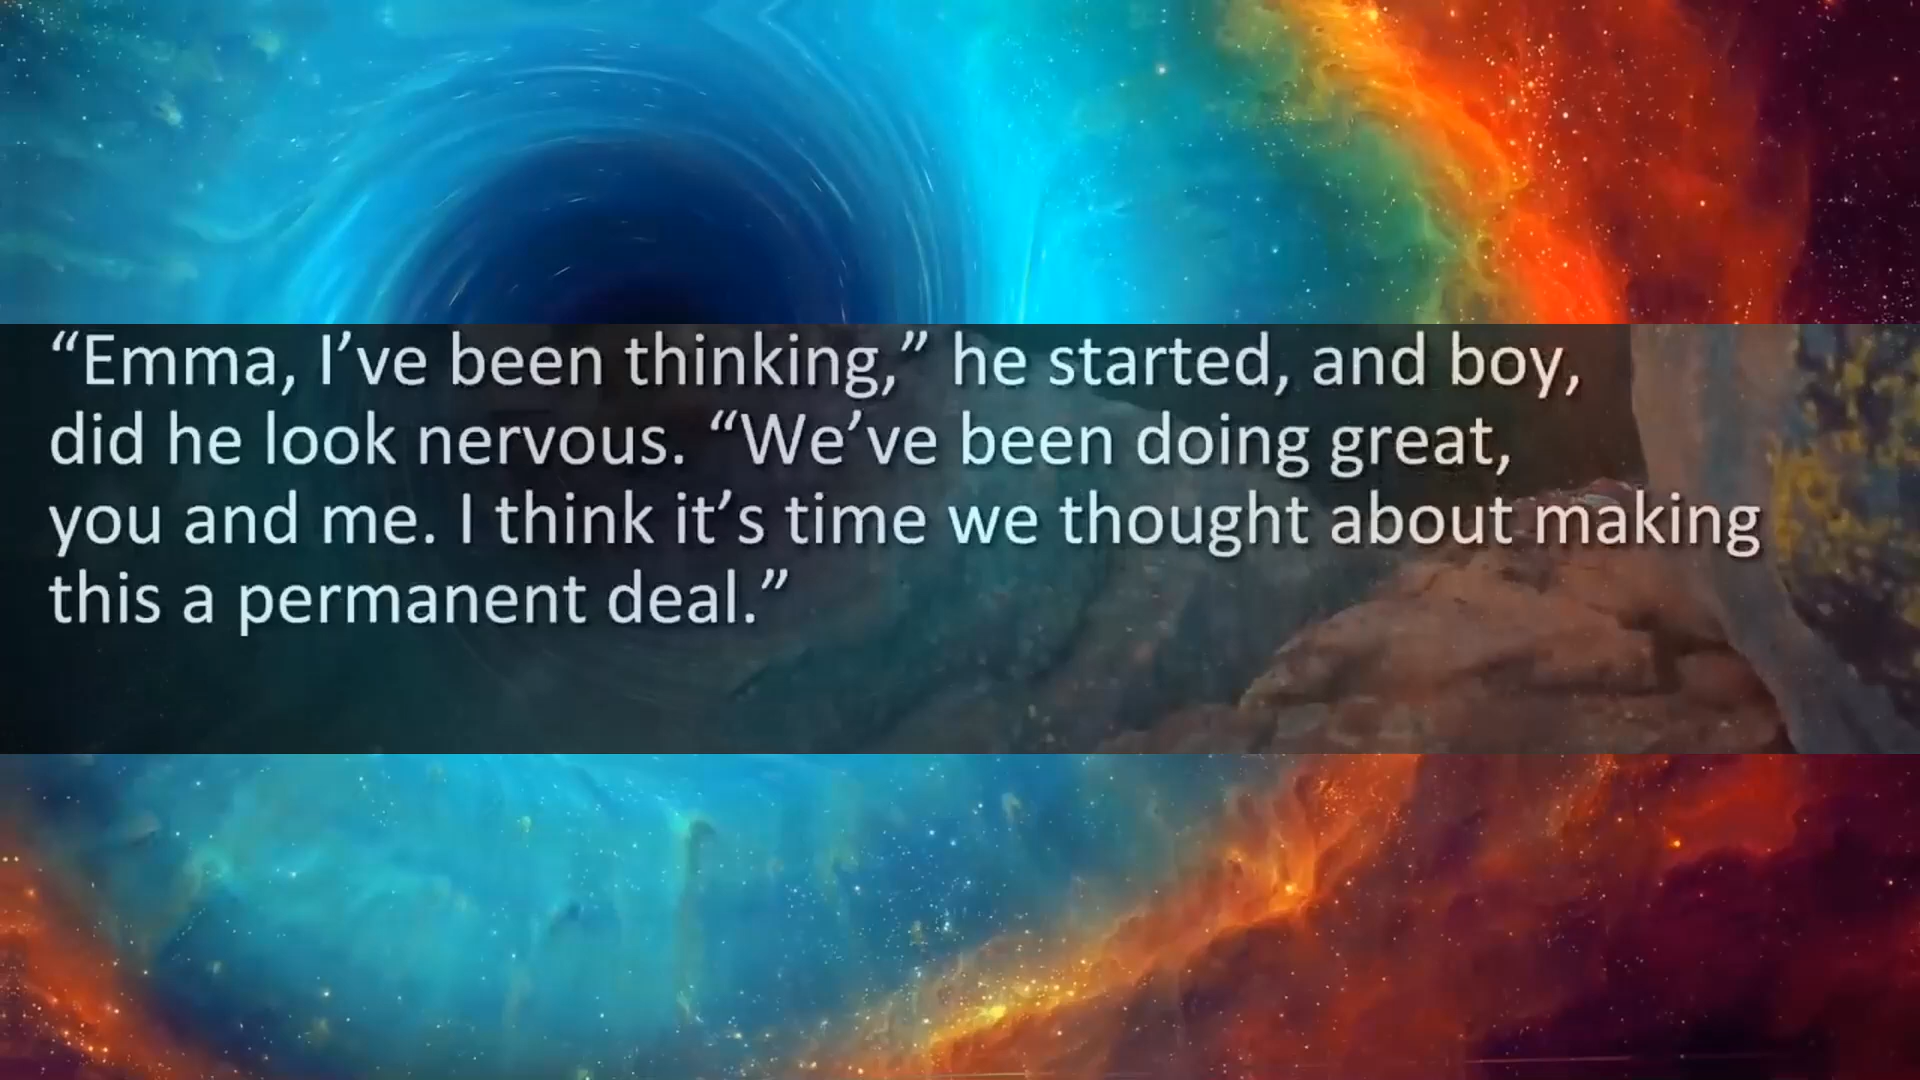 “Emma, I’ve been thinking,” he started, and boy,
did he look nervous. “We’ve been doing great,
you and me. I think it’s time we thought about making
this a permanent deal.”